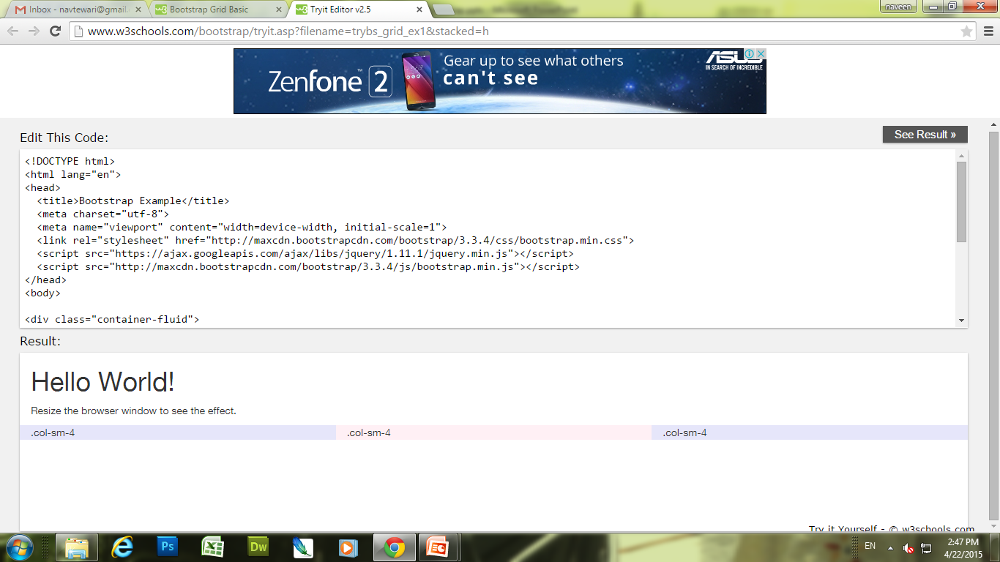 Inbox - navtewari@gmail.
Bootstrap Grid Basic
Tryit Editor v2.5
naveen
www.w3schools.com/bootstrap/tryit.asp?filename=trybs_grid_ex1&stacked=h
Zenfone™ 2
Gear up to see what others
can't see
ASUS
IN SEARCH OF INCREDIBLE
Edit This Code:
See Result »
<!DOCTYPE html>
<html lang="en">
<head>
  <title>Bootstrap Example</title>
  <meta charset="utf-8">
  <meta name="viewport" content="width=device-width, initial-scale=1">
  <link rel="stylesheet" href="http://maxcdn.bootstrapcdn.com/bootstrap/3.3.4/css/bootstrap.min.css">
  <script src="https://ajax.googleapis.com/ajax/libs/jquery/1.11.1/jquery.min.js"></script>
  <script src="http://maxcdn.bootstrapcdn.com/bootstrap/3.3.4/js/bootstrap.min.js"></script>
</head>
<body>
<div class="container-fluid">
Result:
Hello World!
Resize the browser window to see the effect.
.col-sm-4 .col-sm-4 .col-sm-4
Try it Yourself - © w3schools.com
Ps
Dw
EN
2:47 PM
4/22/2015